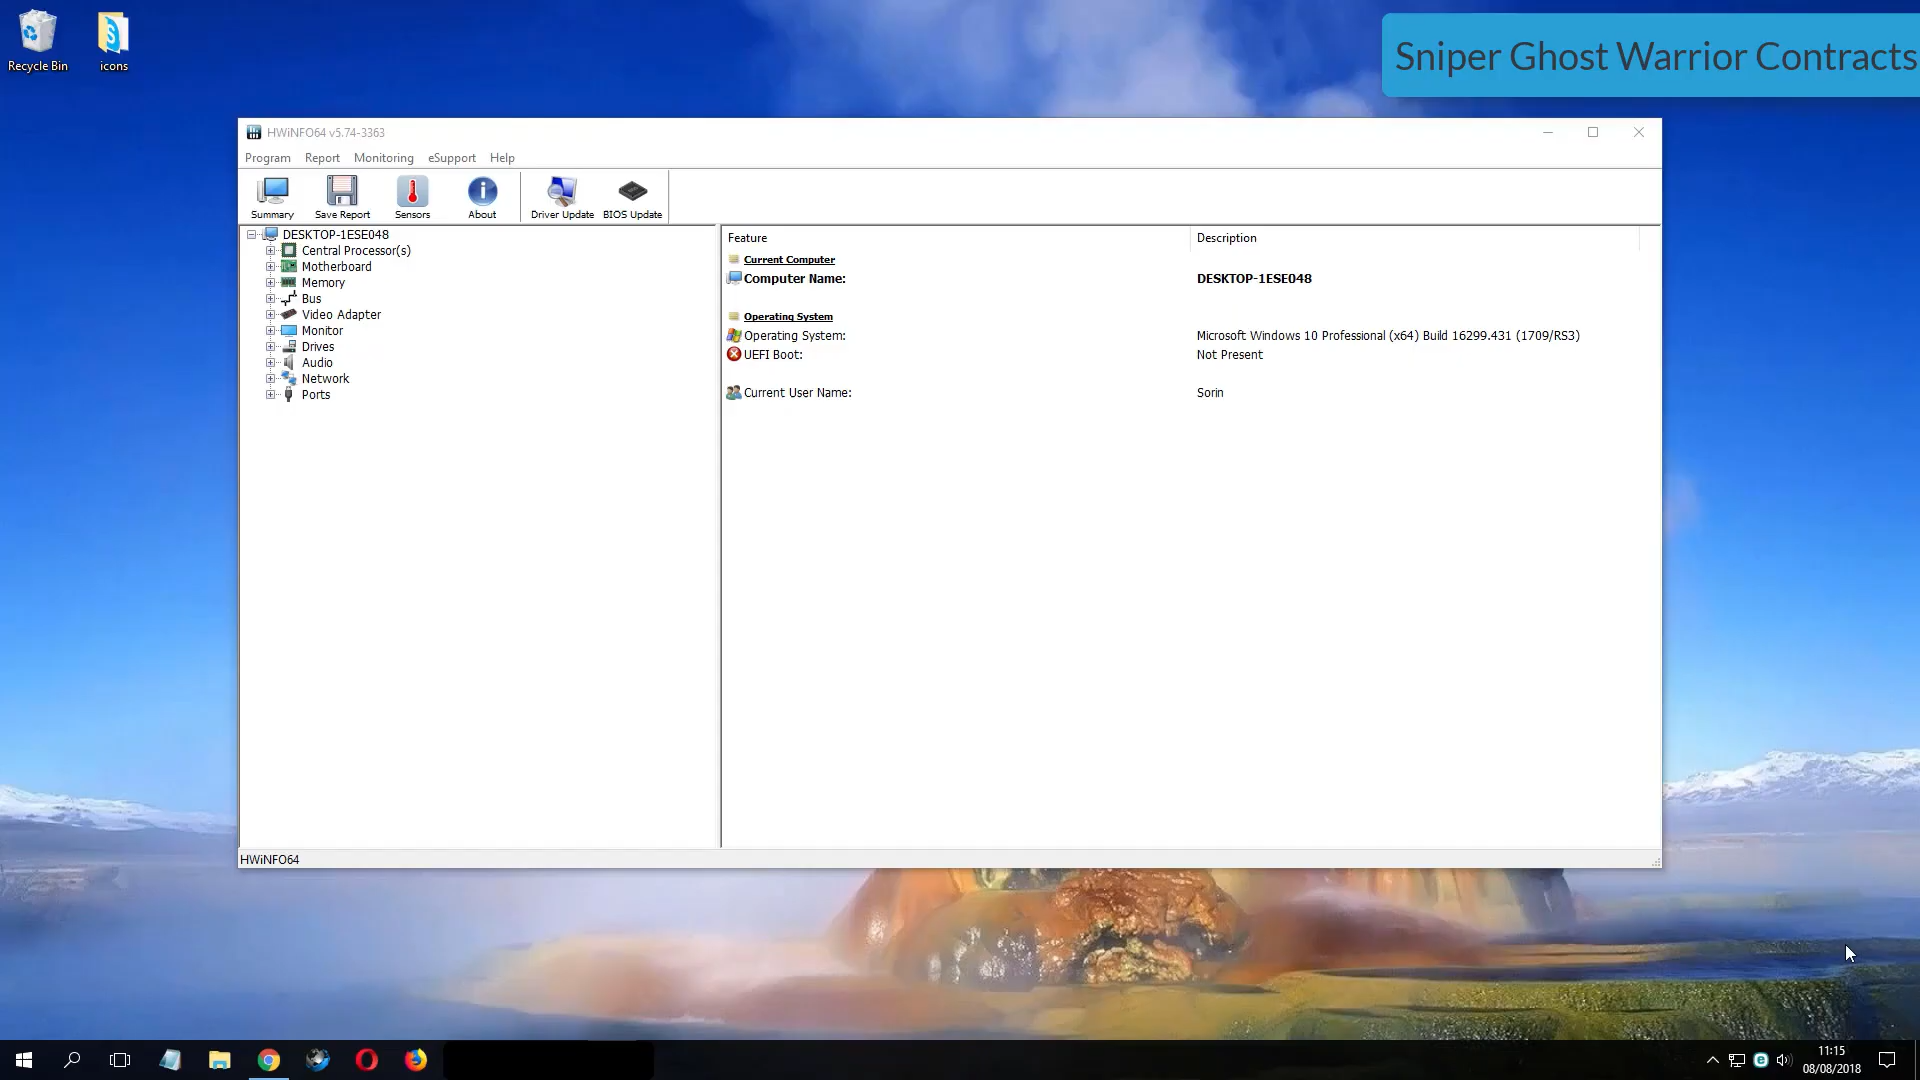 Recycle Bin
icons
Sniper Ghost Warrior Contracts
HWiNFO64 v5.74-3363
Program Report Monitoring eSupport Help
Summary Save Report Sensors About Driver Update BIOS Update
DESKTOP-1ESE048
Central Processor(s)
Motherboard
Memory
Bus
Video Adapter
Monitor
Drives
Audio
Network
Ports
Feature Description
Current Computer
Computer Name: DESKTOP-1ESE048
Operating System
Operating System: Microsoft Windows 10 Professional (x64) Build 16299.431 (1709/RS3)
UEFI Boot: Not Present
Current User Name: Sorin
HWiNFO64
11:15
08/08/2018